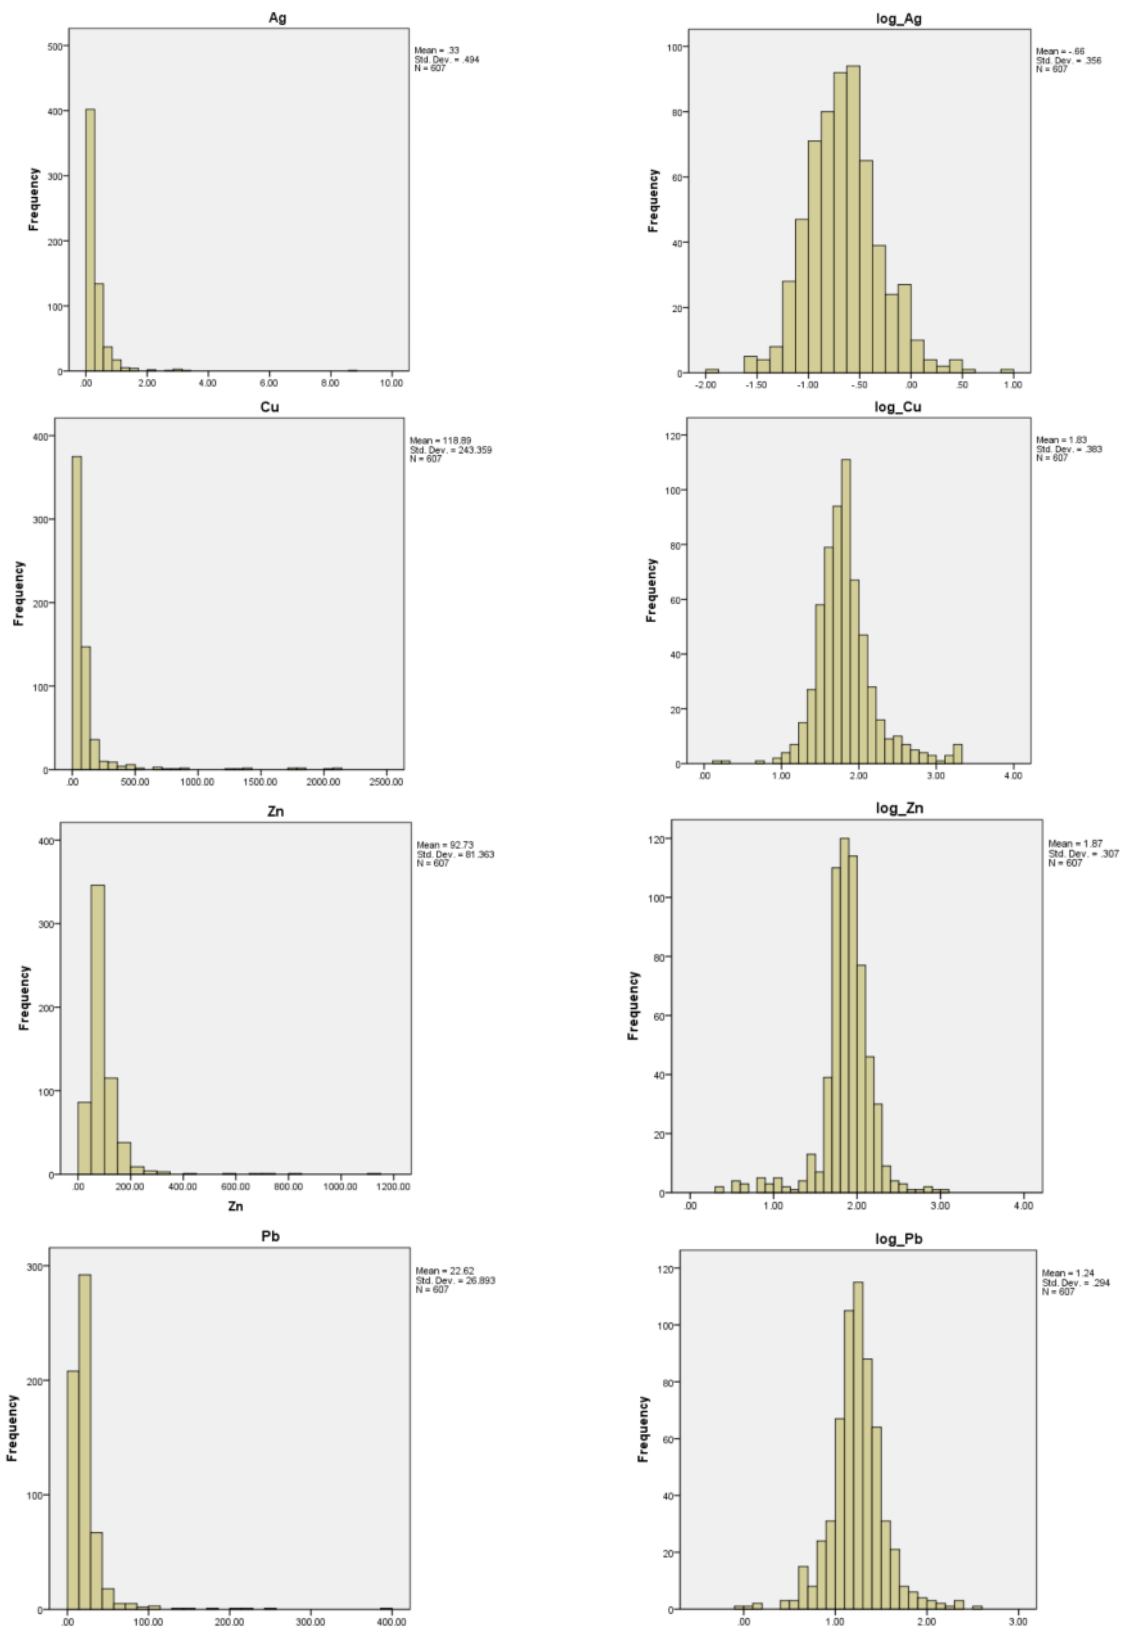 Ag
Mean = .33
Std. Dev. = .494
N = 607
500
400
300
200
100
0
Frequency
.00 2.00 4.00 6.00 8.00 10.00
log_Ag
Mean = -.66
Std. Dev. = .356
N = 607
100
80
60
40
20
0
Frequency
-2.00 -1.50 -1.00 -.50 .00 .50 1.00
Cu
Mean = 118.89
Std. Dev. = 243.359
N = 607
400
300
200
100
0
Frequency
.00 500.00 1000.00 1500.00 2000.00 2500.00
log_Cu
Mean = 1.83
Std. Dev. = .383
N = 607
120
100
80
60
40
20
0
Frequency
.00 1.00 2.00 3.00 4.00
Zn
Mean = 92.73
Std. Dev. = 81.363
N = 607
400
300
200
100
0
Frequency
.00 200.00 400.00 600.00 800.00 1000.00 1200.00
Zn
log_Zn
Mean = 1.87
Std. Dev. = .307
N = 607
120
100
80
60
40
20
0
Frequency
.00 1.00 2.00 3.00 4.00
Pb
Mean = 22.62
Std. Dev. = 26.893
N = 607
300
200
100
0
Frequency
.00 100.00 200.00 300.00 400.00
log_Pb
Mean = 1.24
Std. Dev. = .294
N = 607
120
100
80
60
40
20
0
Frequency
.00 1.00 2.00 3.00